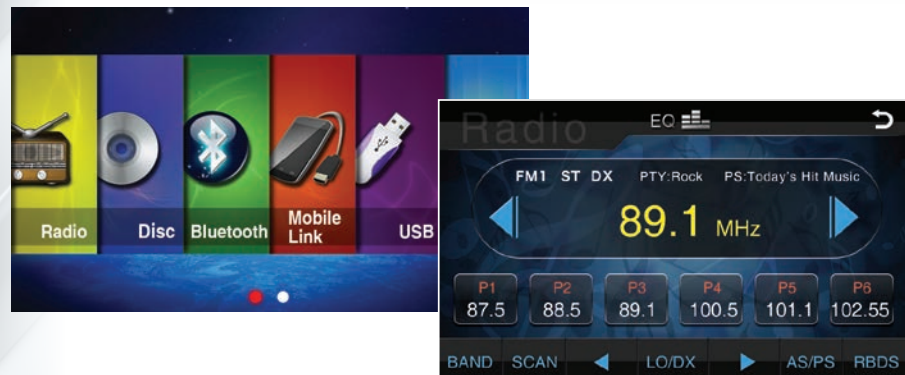 Radio
Disc
Bluetooth
Mobile
Link
USB
Radio
EQ
FM1 ST DX PTY:Rock PS:Today's Hit Music
89.1 MHz
P1 P2 P3 P4 P5 P6
87.5 88.5 89.1 100.5 101.1 102.55
BAND SCAN LO/DX AS/PS RBDS